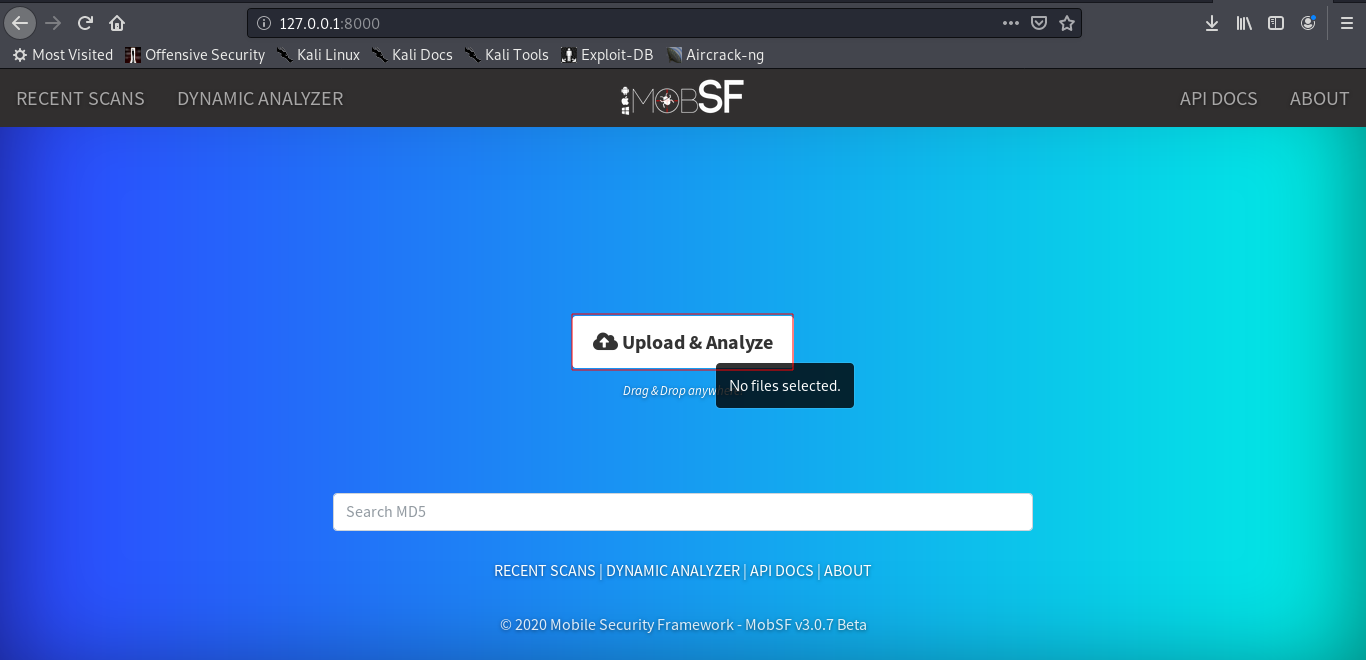 127.0.0.1:8000
Most Visited Offensive Security Kali Linux Kali Docs Kali Tools Exploit-DB Aircrack-ng
RECENT SCANS DYNAMIC ANALYZER MOBSF API DOCS ABOUT
Upload & Analyze
No files selected.
Drag & Drop anywhere.
Search MD5
RECENT SCANS | DYNAMIC ANALYZER | API DOCS | ABOUT
© 2020 Mobile Security Framework - MobSF v3.0.7 Beta